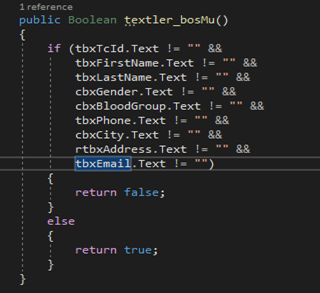 1 reference
public Boolean textler_bosMu()
{
if (tbxTcId.Text != "" &&
tbxFirstName.Text != "" &&
tbxLastName.Text != "" &&
cbxGender.Text != "" &&
cbxBloodGroup.Text != "" &&
tbxPhone.Text != "" &&
cbxCity.Text != "" &&
rtbxAddress.Text != "" &&
tbxEmail.Text != "")
{
return false;
}
else
{
return true;
}
}